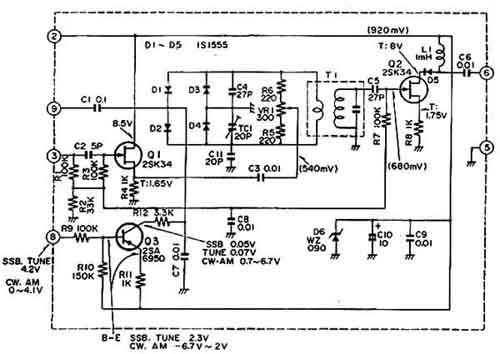 (920mV)
2
D1~D5 1S1555
T:8V
L1
1mH
C6
0.01
Q2
2SK34
D5
6
T1
C5
27P
D1
D3
C4
27P
R6
220
VR1
300
D2
D4
TC1
20P
R5
220
C11
20P
T:
1.75V
R8 1K
R7 100K
(680mV)
5
9
C1 0.1
8.5V
C2 5P
3
Q1
2SK34
C3 0.01
(540mV)
100K
R3
100K
R4 1K
T:1.65V
R2
33K
R12 3.3K
R9 100K
8
Q3
2SA
6950
C8
0.01
C7 0.01
SSB 0.05V
TUNE 0.07V
CW·AM 0.7~6.7V
D6
WZ
090
C10
10
+
C9
0.01
SSB. TUNE
4.2V
CW. AM
0~4.1V
R10
150K
R11
1K
B-E SSB. TUNE 2.3V
CW. AM -6.7V~2V